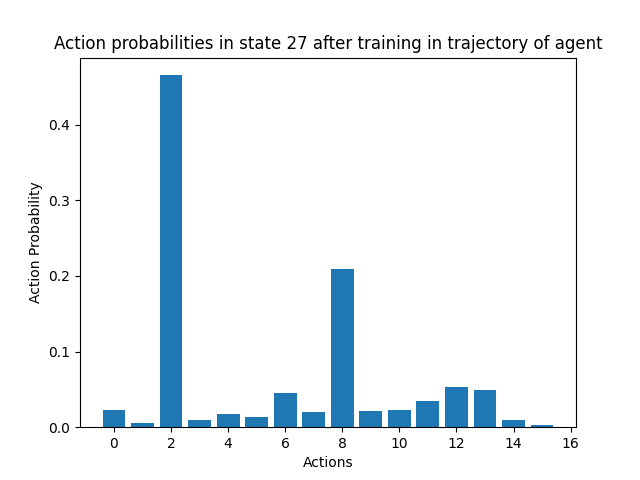 Action probabilities in state 27 after training in trajectory of agent
0.4
0.3
0.2
0.1
0.0
Action Probability
0 2 4 6 8 10 12 14 16
Actions